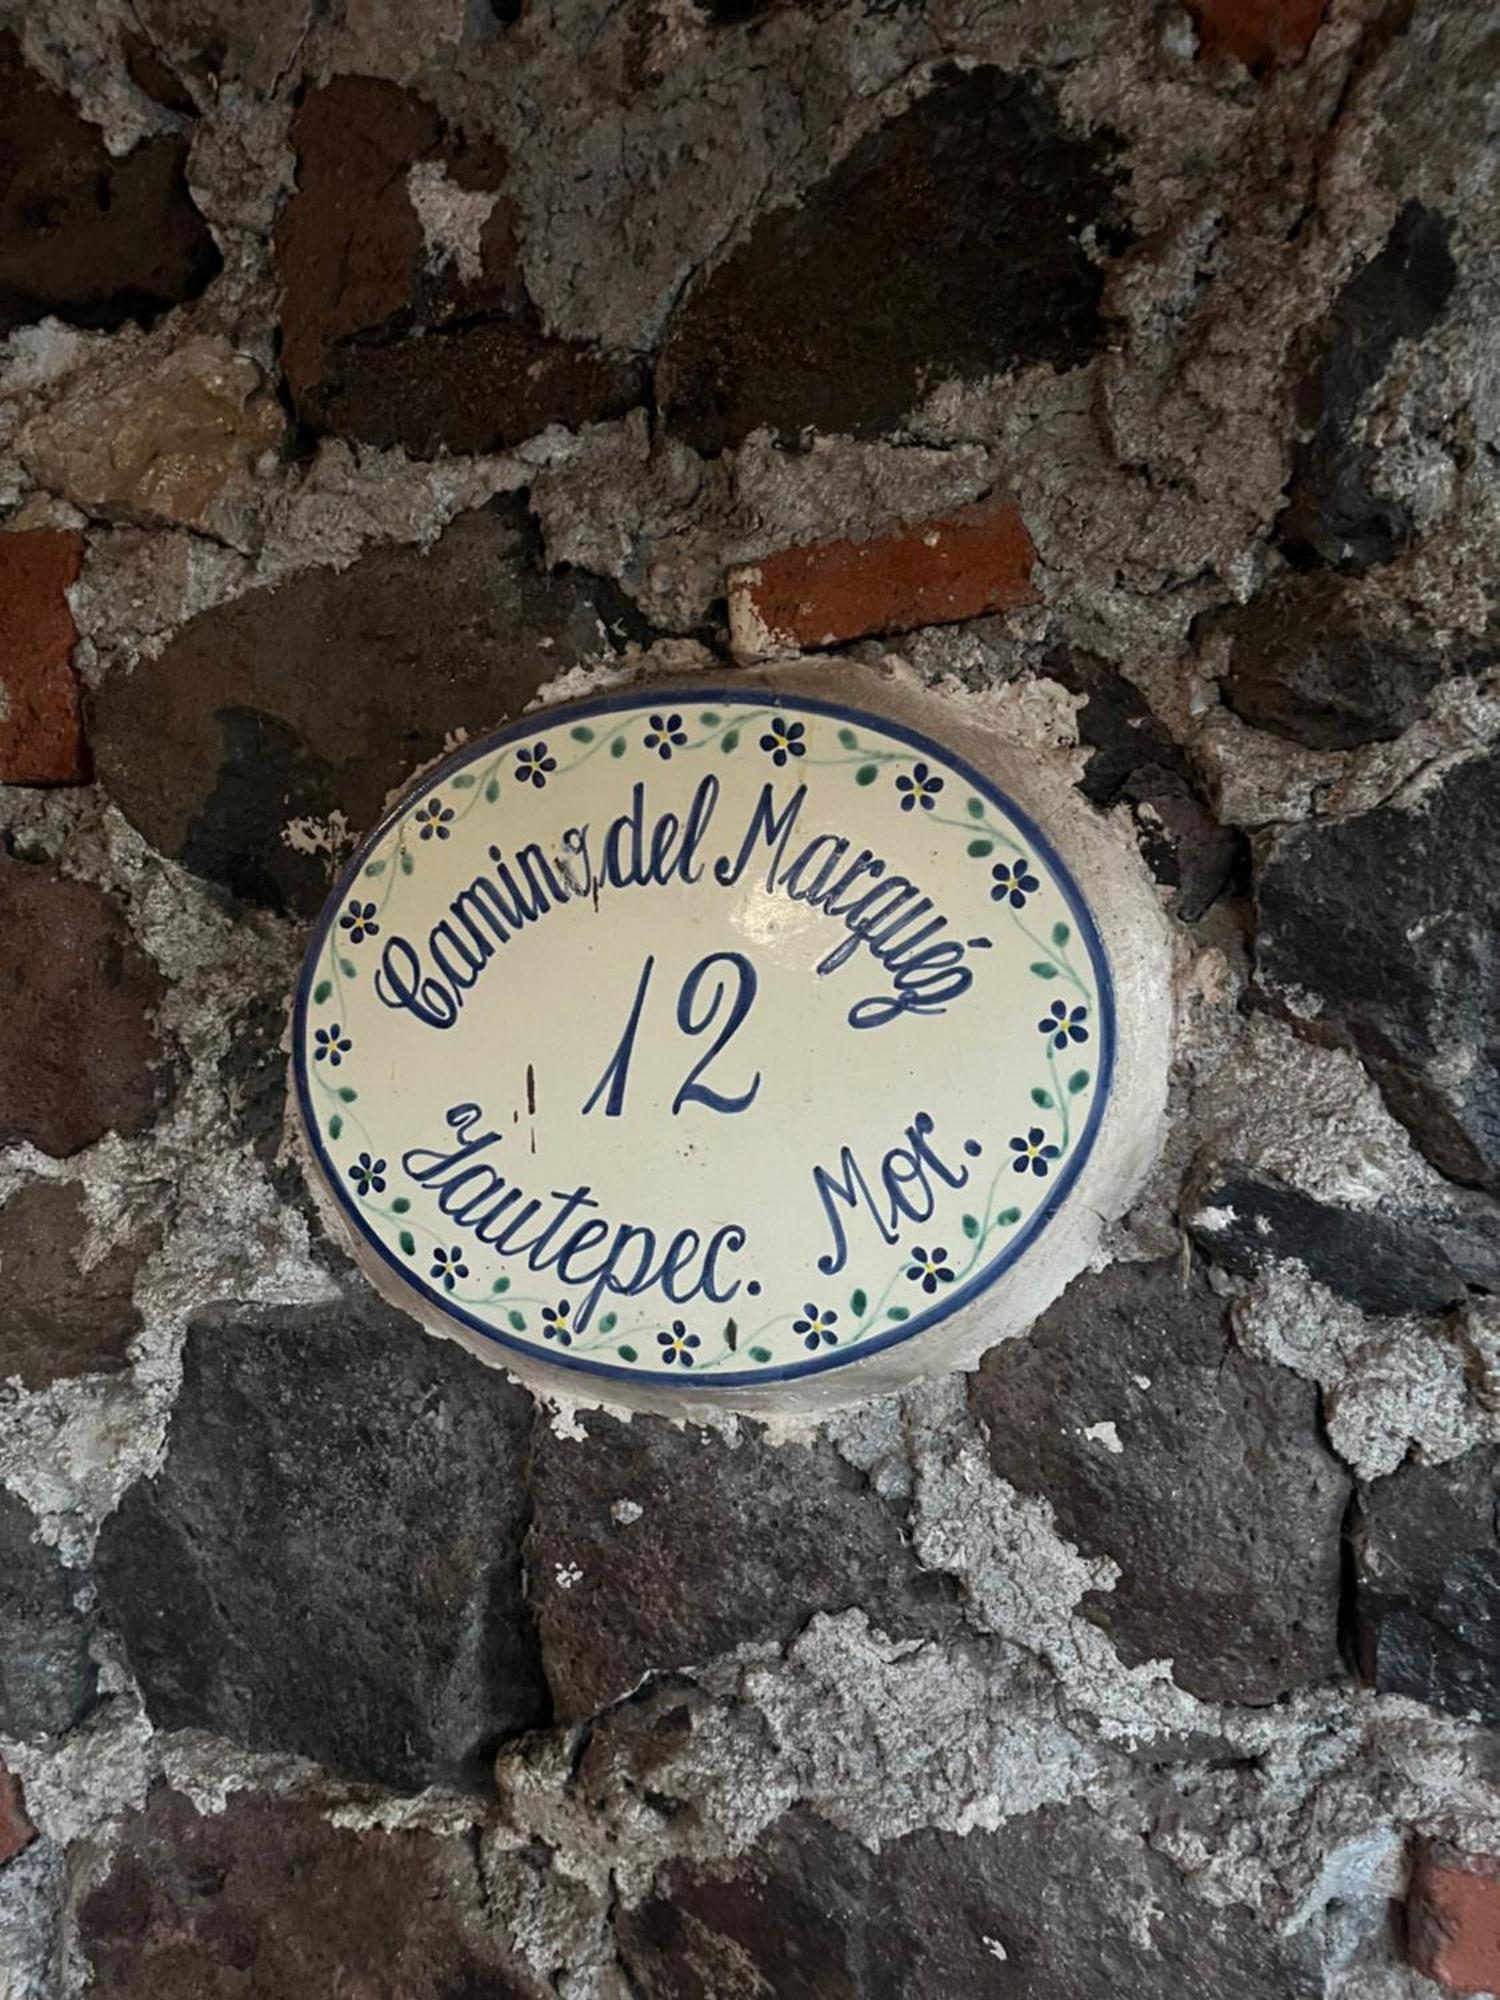 Camino del Marqués
12
Yautepec. Mor.